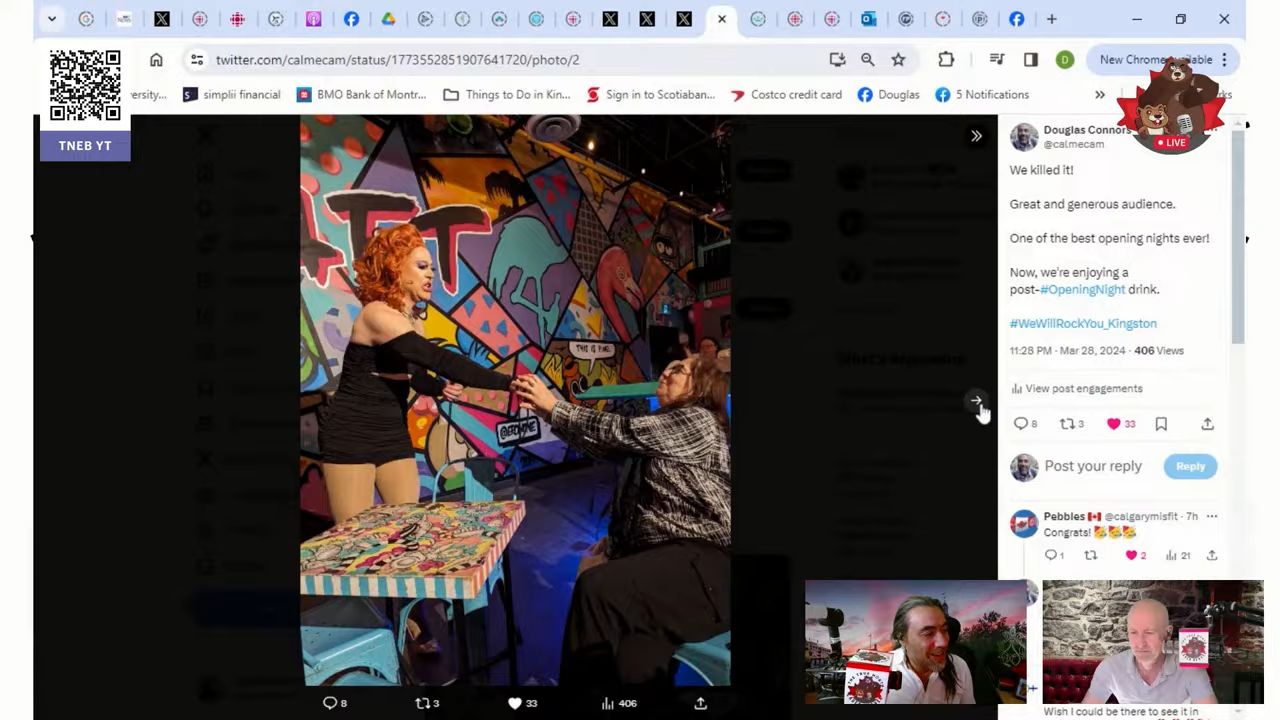 twitter.com/calmecam/status/1773552851907641720/photo/2
New Chrome available
versity...
simplii financial
BMO Bank of Montr...
Things to Do in Kin...
Sign in to Scotiaban...
Costco credit card
Douglas
5 Notifications
TNEB YT
LIVE
Douglas Connors
@calmecam
We killed it!
Great and generous audience.
One of the best opening nights ever!
Now, we're enjoying a
post-#OpeningNight drink.
#WeWillRockYou_Kingston
11:28 PM · Mar 28, 2024 · 406 Views
View post engagements
8
3
33
Post your reply
Reply
Pebbles @calgarymisfit · 7h
Congrats!
1
2
21
THIS IS FINE.
8
3
33
406
Wish I could be there to see it in